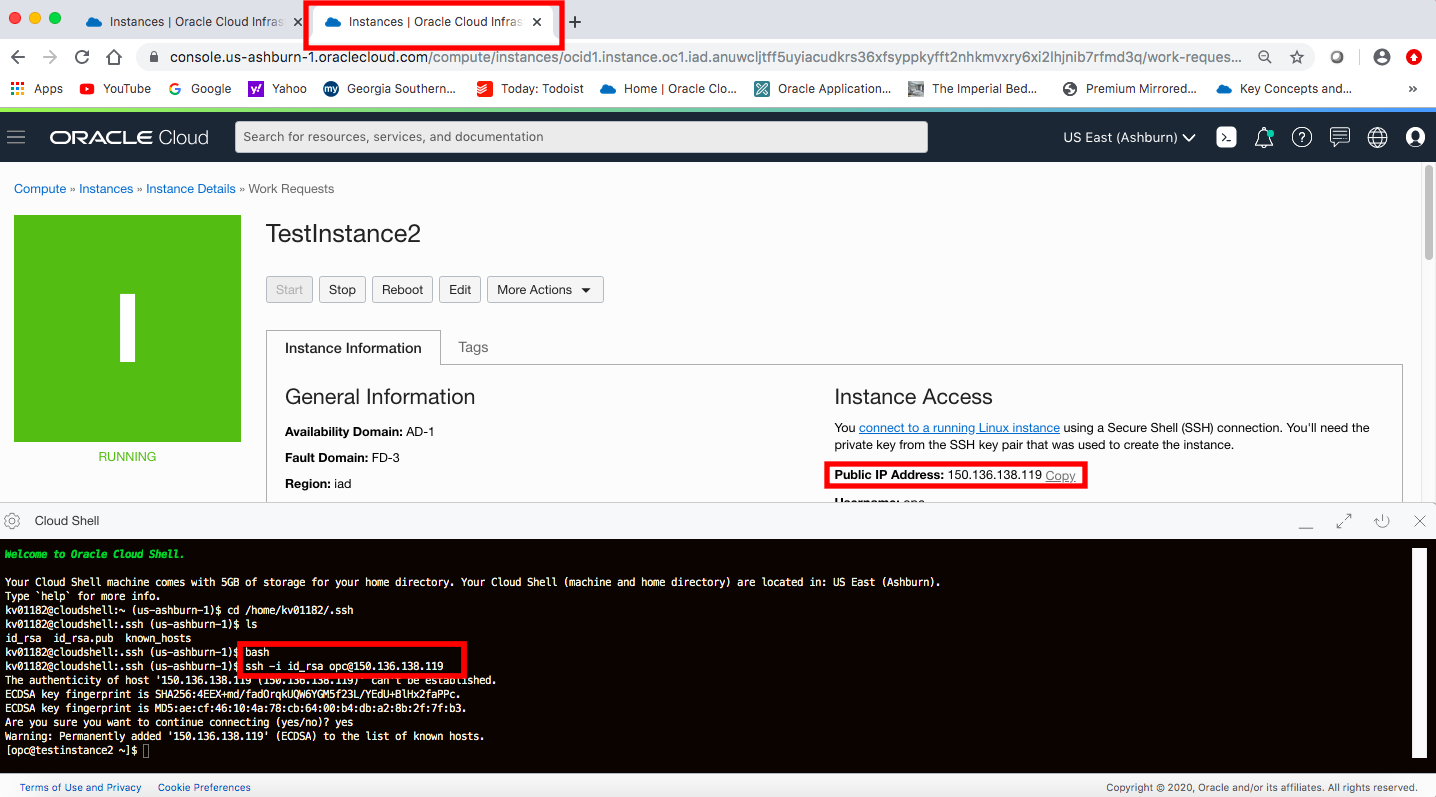 Instances | Oracle Cloud Infras
Instances | Oracle Cloud Infras
console.us-ashburn-1.oraclecloud.com/compute/instances/ocid1.instance.oc1.iad.anuwcljtff5uyiacudkrs36xfsyppkyfft2nhkmvxry6xi2lhjnib7rfmd3q/work-reques...
Apps YouTube Google Yahoo Georgia Southern... Today: Todoist Home | Oracle Clo... Oracle Application... The Imperial Bed... Premium Mirrored... Key Concepts and... »
ORACLE Cloud Search for resources, services, and documentation US East (Ashburn)
Compute » Instances » Instance Details » Work Requests
TestInstance2
Start Stop Reboot Edit More Actions
RUNNING
Instance Information Tags
General Information
Availability Domain: AD-1
Fault Domain: FD-3
Region: iad
Instance Access
You connect to a running Linux instance using a Secure Shell (SSH) connection. You'll need the
private key from the SSH key pair that was used to create the instance.
Public IP Address: 150.136.138.119 Copy
Cloud Shell
Welcome to Oracle Cloud Shell.
Your Cloud Shell machine comes with 5GB of storage for your home directory. Your Cloud Shell (machine and home directory) are located in: US East (Ashburn).
Type `help` for more info.
kv01182@cloudshell:~ (us-ashburn-1)$ cd /home/kv01182/.ssh
kv01182@cloudshell:.ssh (us-ashburn-1)$ ls
id_rsa id_rsa.pub known_hosts
kv01182@cloudshell:.ssh (us-ashburn-1)$ bash
kv01182@cloudshell:.ssh (us-ashburn-1)$ ssh -i id_rsa opc@150.136.138.119
The authenticity of host '150.136.138.119 (150.136.138.119)' can't be established.
ECDSA key fingerprint is SHA256:4EEX+md/fadOrqkUQW6YGM5f23L/YEdU+BlHx2faPPc.
ECDSA key fingerprint is MD5:ae:cf:46:10:4a:78:cb:64:00:b4:db:a2:8b:2f:7f:b3.
Are you sure you want to continue connecting (yes/no)? yes
Warning: Permanently added '150.136.138.119' (ECDSA) to the list of known hosts.
[opc@testinstance2 ~]$
Terms of Use and Privacy Cookie Preferences Copyright © 2020, Oracle and/or its affiliates. All rights reserved.